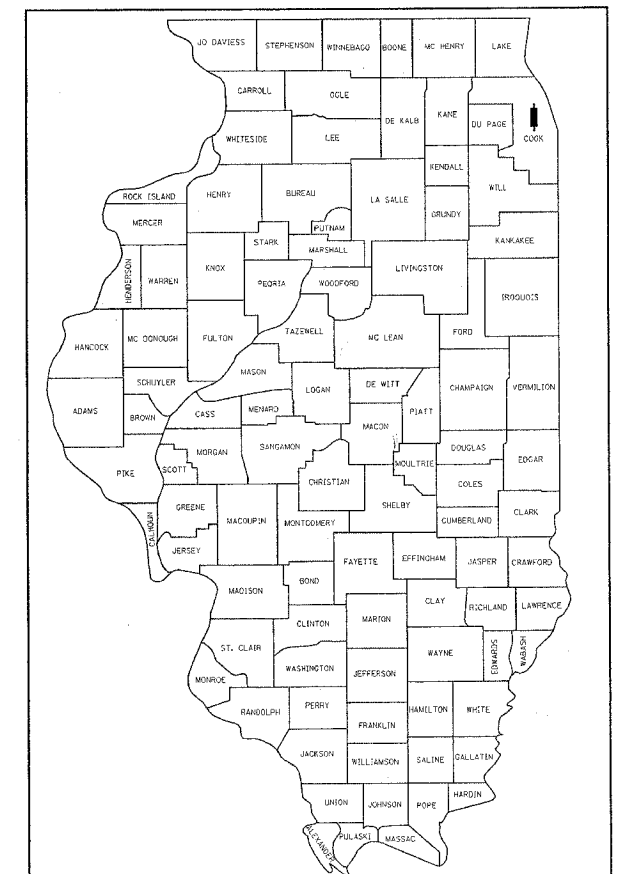 JO DAVIESS
STEPHENSON
WINNEBAGO
BOONE
MC HENRY
LAKE
CARROLL
OGLE
DE KALB
KANE
DU PAGE
COOK
WHITESIDE
LEE
KENDALL
WILL
ROCK ISLAND
HENRY
BUREAU
LA SALLE
GRUNDY
MERCER
PUTNAM
STARK
MARSHALL
KANKAKEE
HENDERSON
WARREN
KNOX
PEORIA
WOODFORD
LIVINGSTON
IROQUOIS
HANCOCK
MC DONOUGH
FULTON
TAZEWELL
MC LEAN
FORD
MASON
SCHUYLER
LOGAN
DE WITT
CHAMPAIGN
VERMILION
ADAMS
BROWN
CASS
MENARD
PIATT
MACON
PIKE
SCOTT
MORGAN
SANGAMON
MOULTRIE
DOUGLAS
EDGAR
CHRISTIAN
COLES
CALHOUN
GREENE
MACOUPIN
MONTGOMERY
SHELBY
CUMBERLAND
CLARK
JERSEY
FAYETTE
EFFINGHAM
JASPER
CRAWFORD
MADISON
BOND
CLAY
RICHLAND
LAWRENCE
CLINTON
MARION
ST. CLAIR
WAYNE
EDWARDS
WABASH
MONROE
WASHINGTON
JEFFERSON
RANDOLPH
PERRY
HAMILTON
WHITE
FRANKLIN
JACKSON
WILLIAMSON
SALINE
GALLATIN
UNION
JOHNSON
POPE
HARDIN
ALEXANDER
PULASKI
MASSAC